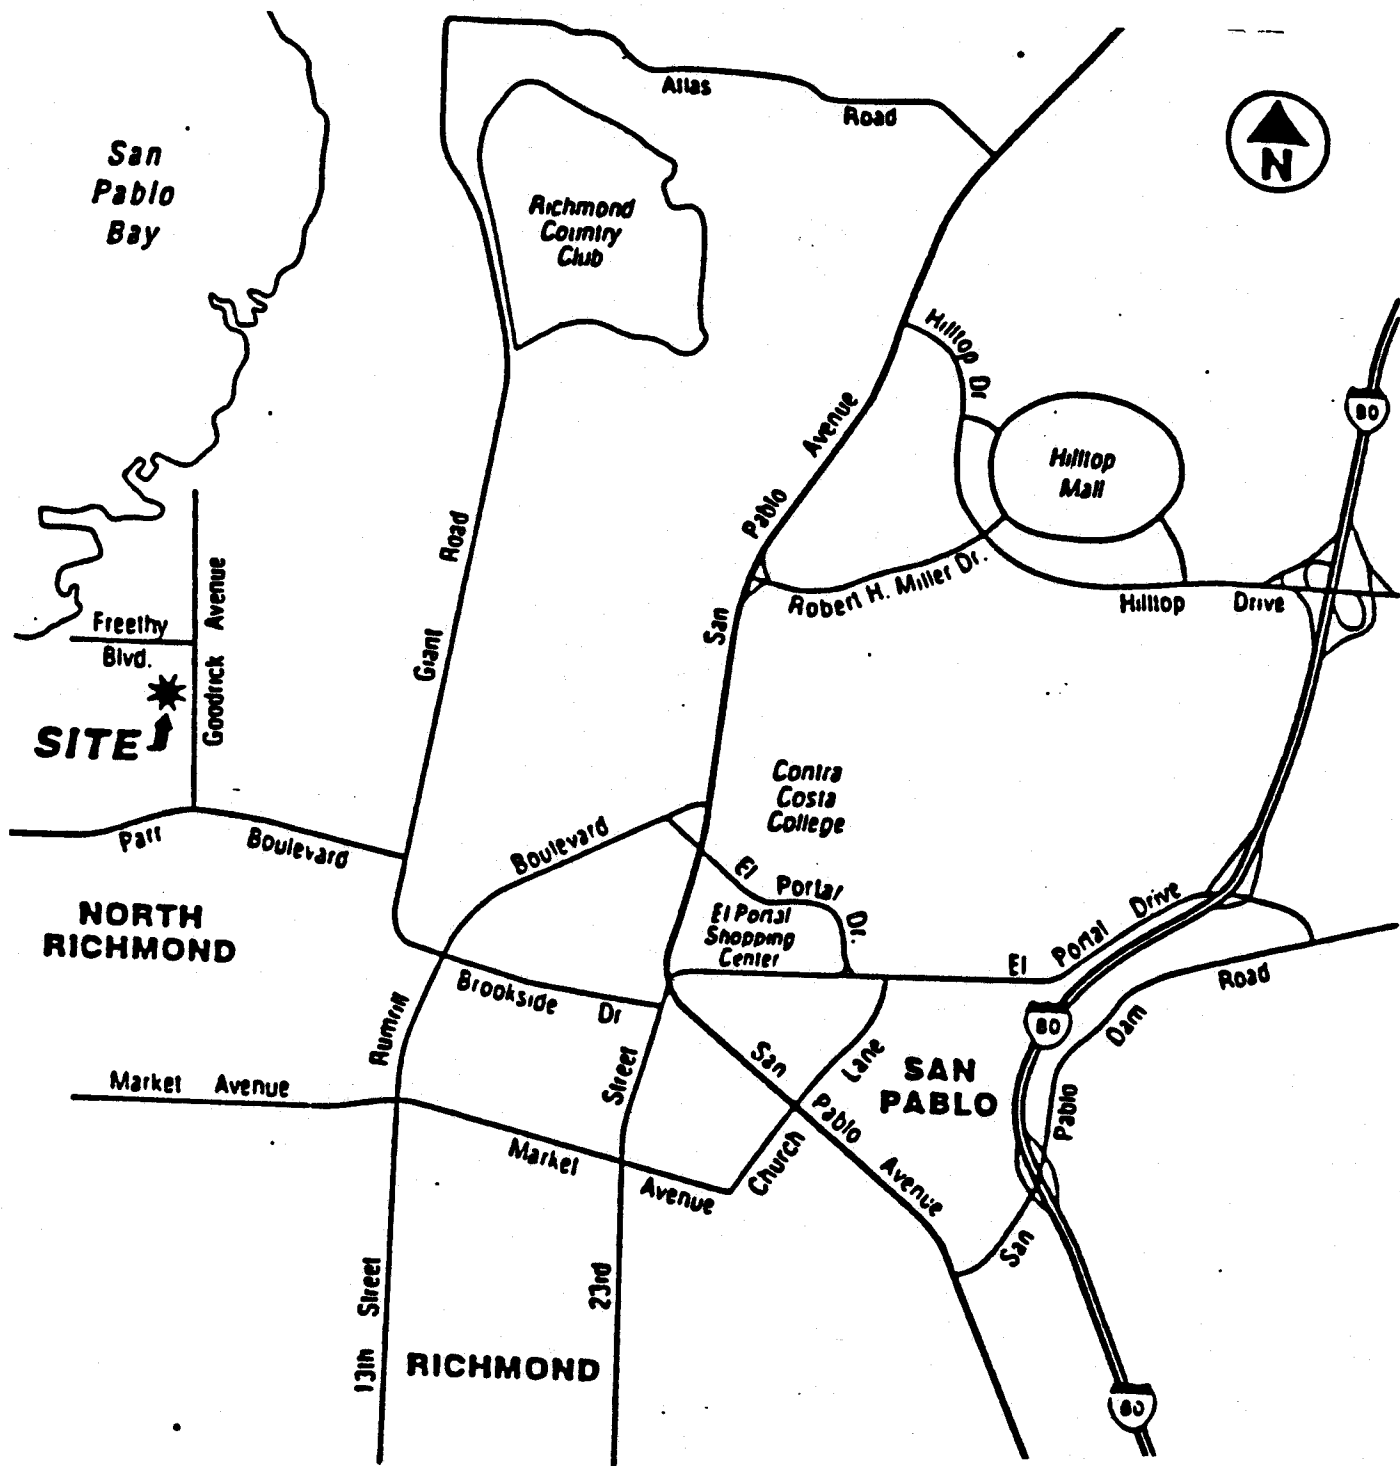 Atlas
Road
N
San
Pablo
Bay
Richmond
Country
Club
Hilltop Dr
80
Hilltop
Mall
San Pablo Avenue
Giant Road
Robert H. Miller Dr.
Hilltop Drive
Freethy
Blvd.
Goodrick Avenue
SITE
Contra
Costa
College
Parr Boulevard
Boulevard
El Portal Dr.
El Portal
Shopping
Center
El Portal Drive
NORTH
RICHMOND
Brookside Dr
Road
80
Dam
Rumrill
San
Lane
SAN
PABLO
Street
Market Avenue
Pablo
Pablo
Market
Avenue
Church
Avenue
San
13th Street
23rd
RICHMOND
80